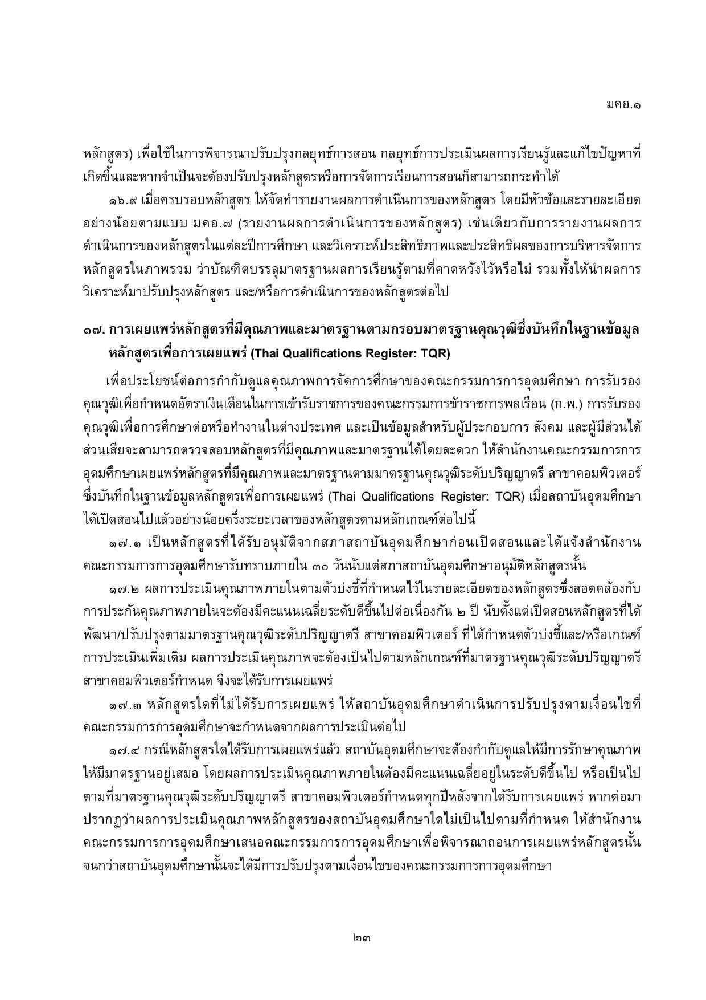 มคอ.๑
หลักสูตร) เพื่อใช้ในการพิจารณาปรับปรุงกลยุทธ์การสอน กลยุทธ์การประเมินผลการเรียนรู้และแก้ไขปัญหาที่
เกิดขึ้นและหากจำเป็นจะต้องปรับปรุงหลักสูตรหรือการจัดการเรียนการสอนก็สามารถกระทำได้
๑๖.๙ เมื่อครบรอบหลักสูตร ให้จัดทำรายงานผลการดำเนินการของหลักสูตร โดยมีหัวข้อและรายละเอียด
อย่างน้อยตามแบบ มคอ.๗ (รายงานผลการดำเนินการของหลักสูตร) เช่นเดียวกับการรายงานผลการ
ดำเนินการของหลักสูตรในแต่ละปีการศึกษา และวิเคราะห์ประสิทธิภาพและประสิทธิผลของการบริหารจัดการ
หลักสูตรในภาพรวม ว่าบัณฑิตบรรลุมาตรฐานผลการเรียนรู้ตามที่คาดหวังไว้หรือไม่ รวมทั้งให้นำผลการ
วิเคราะห์มาปรับปรุงหลักสูตร และ/หรือการดำเนินการของหลักสูตรต่อไป
๑๗. การเผยแพร่หลักสูตรที่มีคุณภาพและมาตรฐานตามกรอบมาตรฐานคุณวุฒิซึ่งบันทึกในฐานข้อมูล
หลักสูตรเพื่อการเผยแพร่ (Thai Qualifications Register: TQR)
เพื่อประโยชน์ต่อการกำกับดูแลคุณภาพการจัดการศึกษาของคณะกรรมการการอุดมศึกษา การรับรอง
คุณวุฒิเพื่อกำหนดอัตราเงินเดือนในการเข้ารับราชการของคณะกรรมการข้าราชการพลเรือน (ก.พ.) การรับรอง
คุณวุฒิเพื่อการศึกษาต่อหรือทำงานในต่างประเทศ และเป็นข้อมูลสำหรับผู้ประกอบการ สังคม และผู้มีส่วนได้
ส่วนเสียจะสามารถตรวจสอบหลักสูตรที่มีคุณภาพและมาตรฐานได้โดยสะดวก ให้สำนักงานคณะกรรมการการ
อุดมศึกษาเผยแพร่หลักสูตรที่มีคุณภาพและมาตรฐานตามมาตรฐานคุณวุฒิระดับปริญญาตรี สาขาคอมพิวเตอร์
ซึ่งบันทึกในฐานข้อมูลหลักสูตรเพื่อการเผยแพร่ (Thai Qualifications Register: TQR) เมื่อสถาบันอุดมศึกษา
ได้เปิดสอนไปแล้วอย่างน้อยครึ่งระยะเวลาของหลักสูตรตามหลักเกณฑ์ต่อไปนี้
๑๗.๑ เป็นหลักสูตรที่ได้รับอนุมัติจากสภาสถาบันอุดมศึกษาก่อนเปิดสอนและได้แจ้งสำนักงาน
คณะกรรมการการอุดมศึกษารับทราบภายใน ๓๐ วันนับแต่สภาสถาบันอุดมศึกษาอนุมัติหลักสูตรนั้น
๑๗.๒ ผลการประเมินคุณภาพภายในตามตัวบ่งชี้ที่กำหนดไว้ในรายละเอียดของหลักสูตรซึ่งสอดคล้องกับ
การประกันคุณภาพภายในจะต้องมีคะแนนเฉลี่ยระดับดีขึ้นไปต่อเนื่องกัน ๒ ปี นับตั้งแต่เปิดสอนหลักสูตรที่ได้
พัฒนา/ปรับปรุงตามมาตรฐานคุณวุฒิระดับปริญญาตรี สาขาคอมพิวเตอร์ ที่ได้กำหนดตัวบ่งชี้และ/หรือเกณฑ์
การประเมินเพิ่มเติม ผลการประเมินคุณภาพจะต้องเป็นไปตามหลักเกณฑ์ที่มาตรฐานคุณวุฒิระดับปริญญาตรี
สาขาคอมพิวเตอร์กำหนด จึงจะได้รับการเผยแพร่
๑๗.๓ หลักสูตรใดที่ไม่ได้รับการเผยแพร่ ให้สถาบันอุดมศึกษาดำเนินการปรับปรุงตามเงื่อนไขที่
คณะกรรมการการอุดมศึกษาจะกำหนดจากผลการประเมินต่อไป
๑๗.๔ กรณีหลักสูตรใดได้รับการเผยแพร่แล้ว สถาบันอุดมศึกษาจะต้องกำกับดูแลให้มีการรักษาคุณภาพ
ให้มีมาตรฐานอยู่เสมอ โดยผลการประเมินคุณภาพภายในต้องมีคะแนนเฉลี่ยอยู่ในระดับดีขึ้นไป หรือเป็นไป
ตามที่มาตรฐานคุณวุฒิระดับปริญญาตรี สาขาคอมพิวเตอร์กำหนดทุกปีหลังจากได้รับการเผยแพร่ หากต่อมา
ปรากฏว่าผลการประเมินคุณภาพหลักสูตรของสถาบันอุดมศึกษาใดไม่เป็นไปตามที่กำหนด ให้สำนักงาน
คณะกรรมการการอุดมศึกษาเสนอคณะกรรมการการอุดมศึกษาเพื่อพิจารณาถอนการเผยแพร่หลักสูตรนั้น
จนกว่าสถาบันอุดมศึกษานั้นจะได้มีการปรับปรุงตามเงื่อนไขของคณะกรรมการการอุดมศึกษา
๒๓